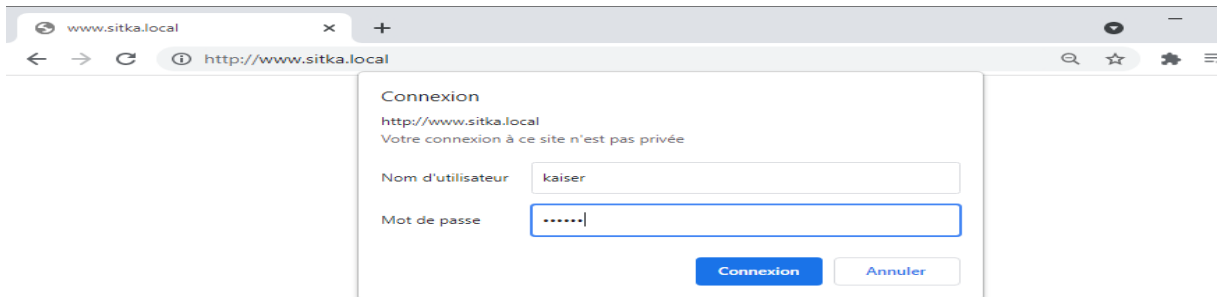 www.sitka.local
http://www.sitka.local
Connexion
http://www.sitka.local
Votre connexion à ce site n'est pas privée
Nom d'utilisateur kaiser
Mot de passe ••••••
Connexion Annuler